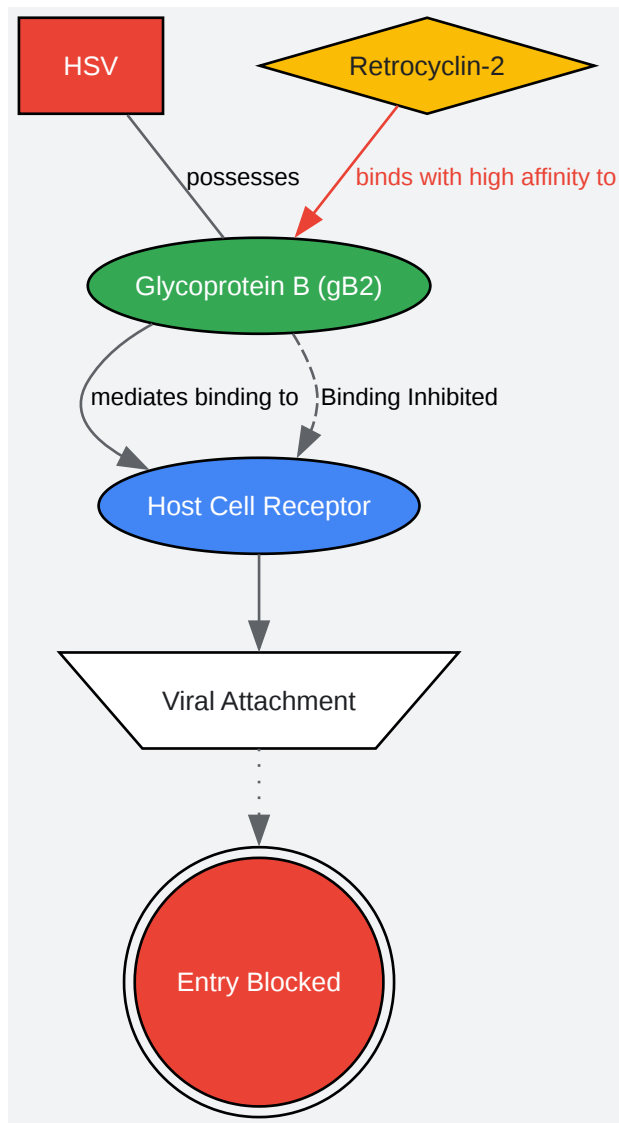 HSV
Retrocyclin-2
possesses
binds with high affinity to
Glycoprotein B (gB2)
mediates binding to
Binding Inhibited
Host Cell Receptor
Viral Attachment
Entry Blocked